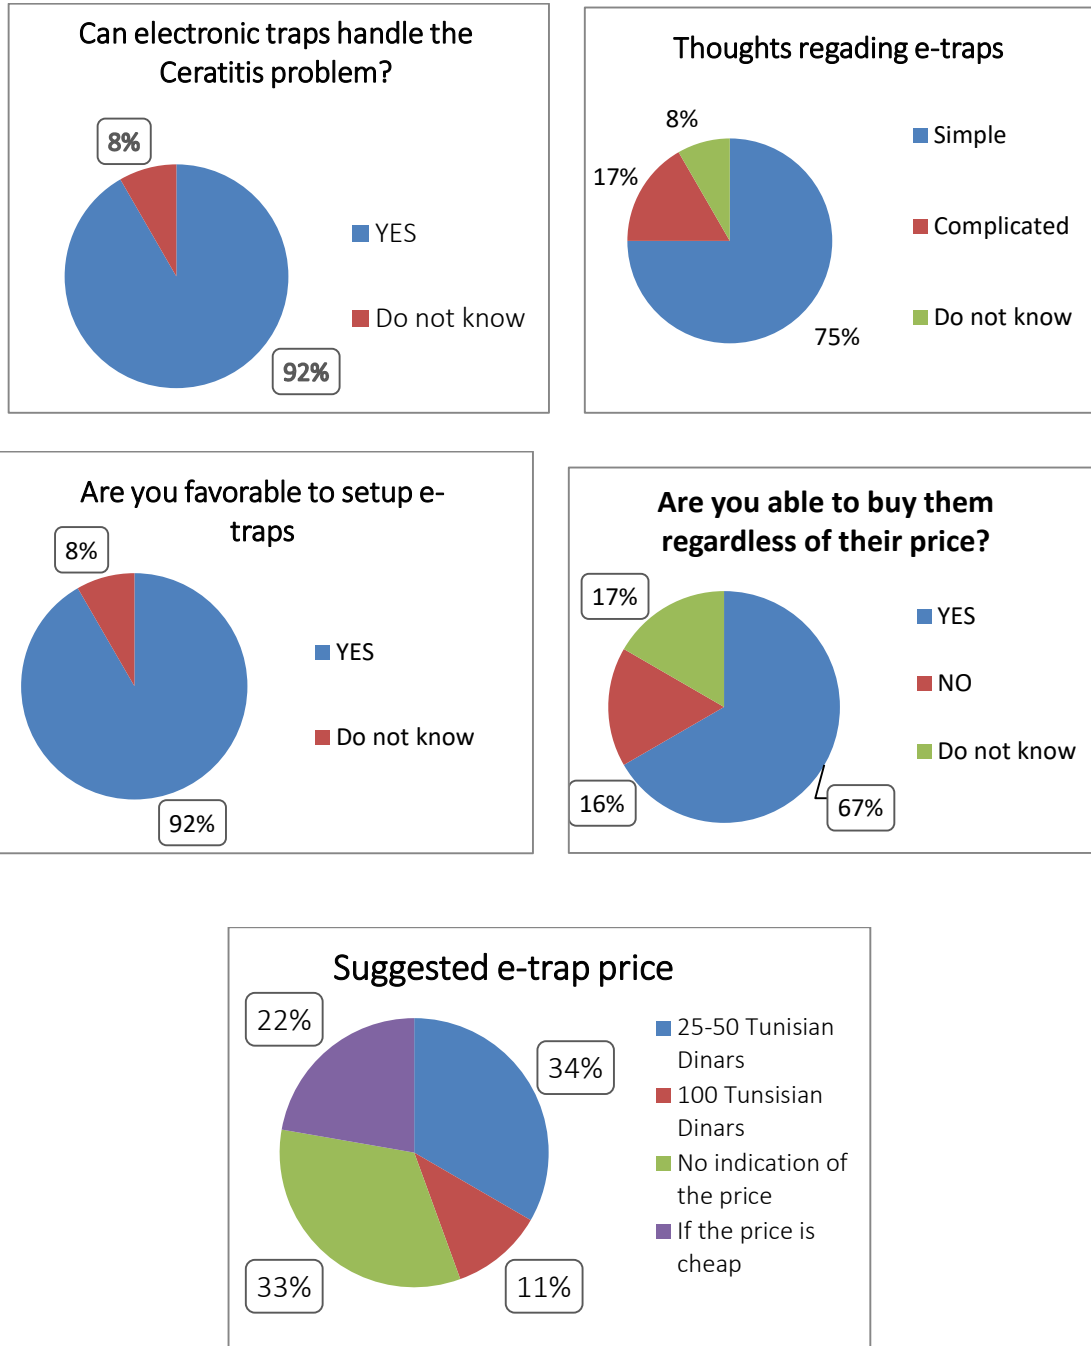 Can electronic traps handle the
Ceratitis problem?
8%
YES
Do not know
92%
Thoughts regading e-traps
8%
17%
Simple
Complicated
Do not know
75%
Are you favorable to setup e-
traps
8%
YES
Do not know
92%
Are you able to buy them
regardless of their price?
17%
YES
NO
Do not know
16%
67%
Suggested e-trap price
22%
34%
25-50 Tunisian
Dinars
100 Tunsisian
Dinars
No indication of
the price
If the price is
cheap
33%
11%